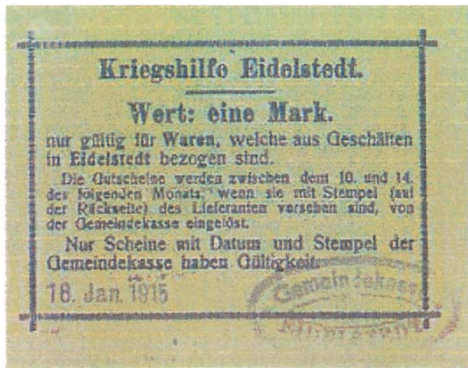 Kriegshilfe Eidelstedt.
Wert: eine Mark.
nur gültig für Waren, welche aus Geschäften
in Eidelstedt bezogen sind.
Die Gutscheine werden zwischen dem 10. und 14.
des folgenden Monats, wenn sie mit Stempel (auf
der Rückseite) des Lieferanten versehen sind, von
der Gemeindekasse eingelöst.
Nur Scheine mit Datum und Stempel der
Gemeindekasse haben Gültigkeit.
18. Jan. 1915
Gemeindekasse